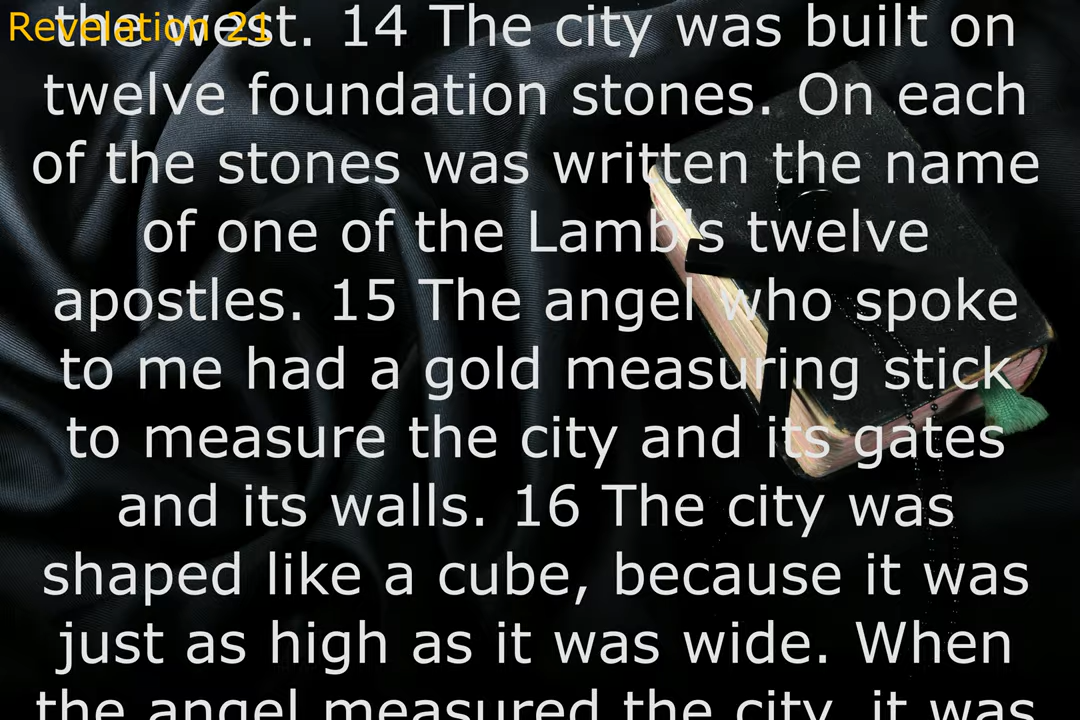 Revelation 21
the west. 14 The city was built on
twelve foundation stones. On each
of the stones was written the name
of one of the Lamb's twelve
apostles. 15 The angel who spoke
to me had a gold measuring stick
to measure the city and its gates
and its walls. 16 The city was
shaped like a cube, because it was
just as high as it was wide. When
the angel measured the city, it was